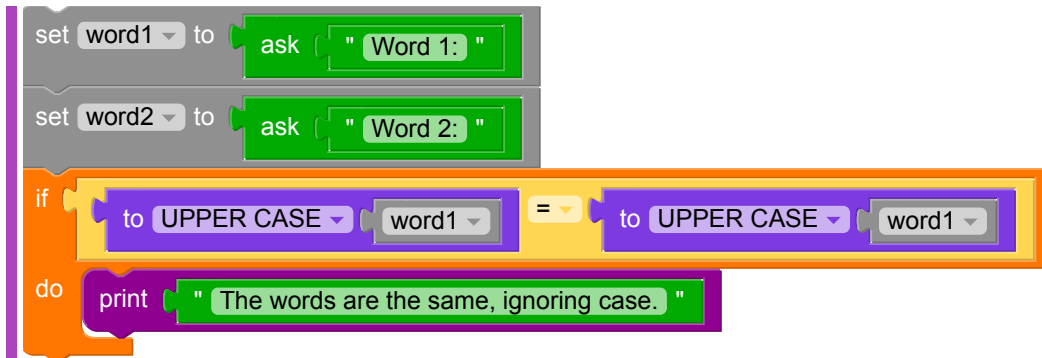 set word1 to ask " Word 1: "
set word2 to ask " Word 2: "
if to UPPER CASE word1 = to UPPER CASE word1
do print " The words are the same, ignoring case. "